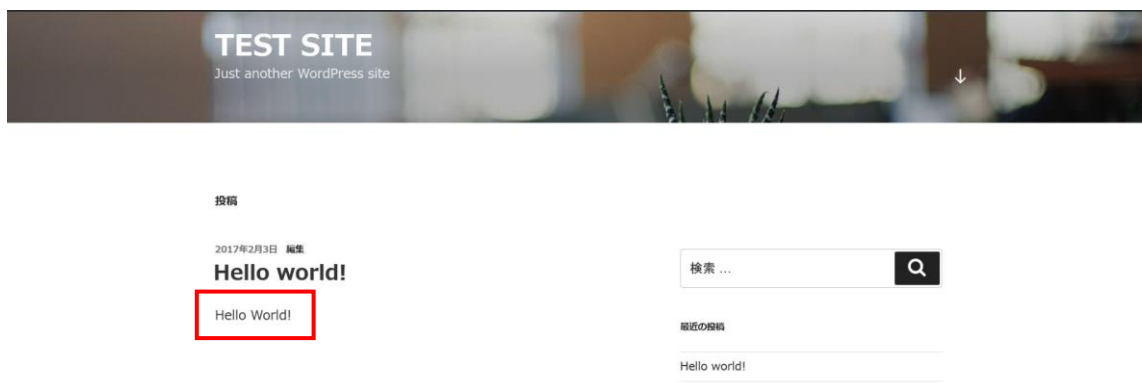 TEST SITE
Just another WordPress site
投稿
2017年2月3日 編集
Hello world!
Hello World!
検索 …
最近の投稿
Hello world!